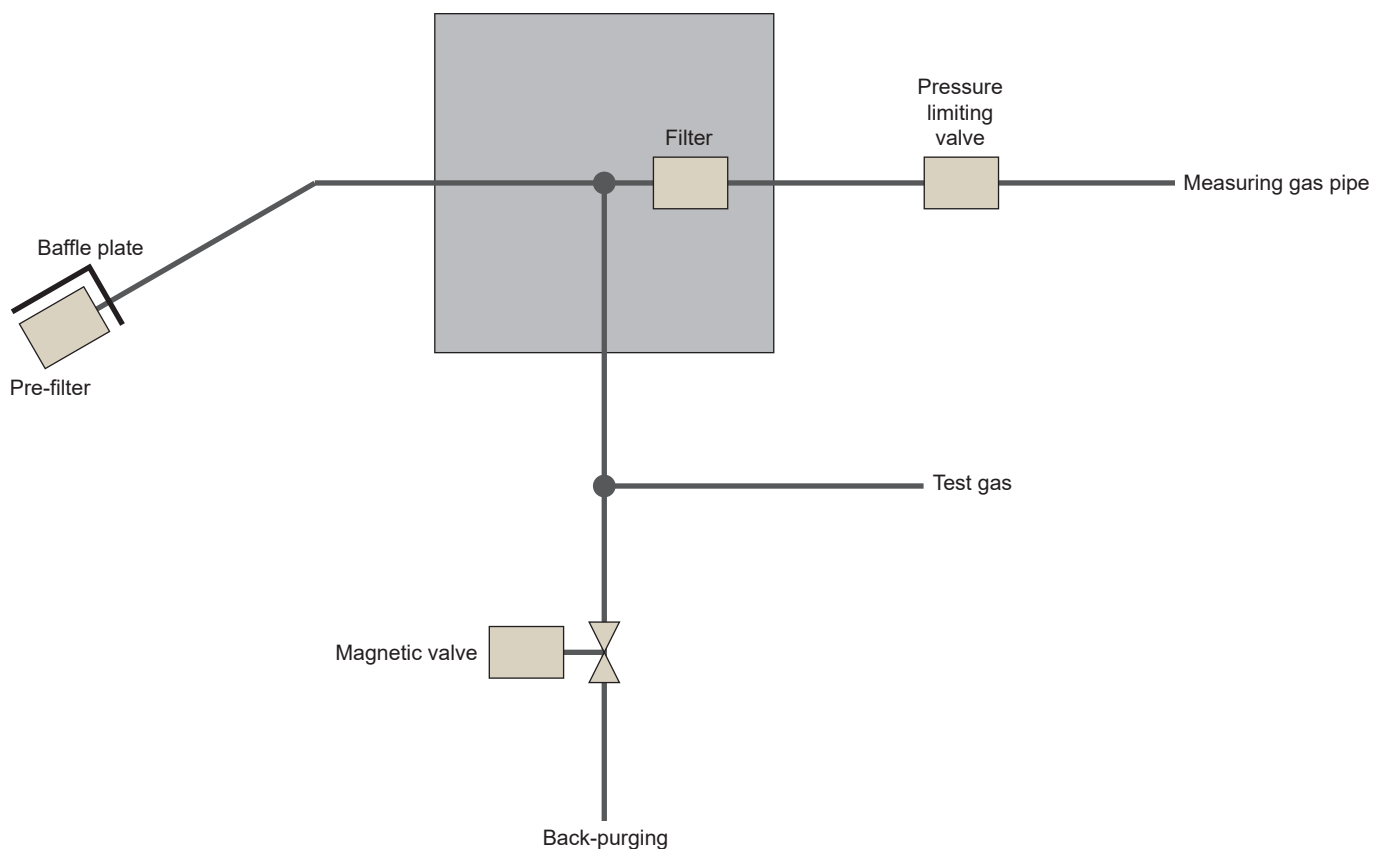 Pressure
limiting
valve
Filter
Measuring gas pipe
Baffle plate
Pre-filter
Test gas
Magnetic valve
Back-purging